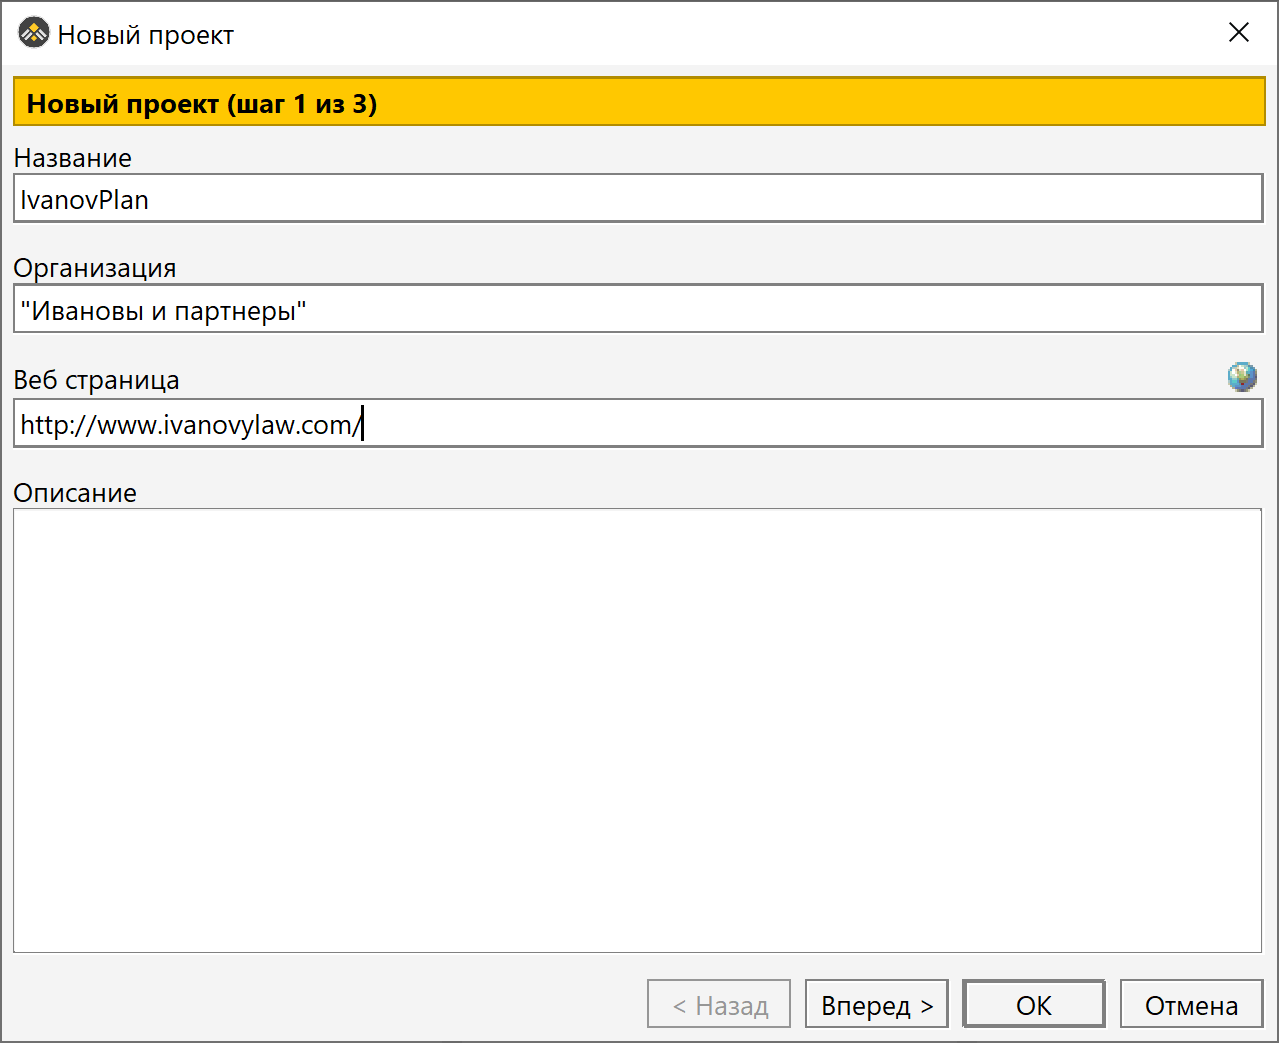 Новый проект
Новый проект (шаг 1 из 3)
Название
IvanovPlan
Организация
"Ивановы и партнеры"
Веб страница
http://www.ivanovylaw.com/
Описание
< Назад
Вперед >
OK
Отмена